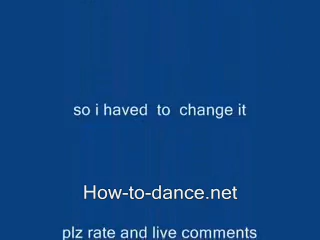 so i haved  to  change it
How-to-dance.net
plz rate and live comments